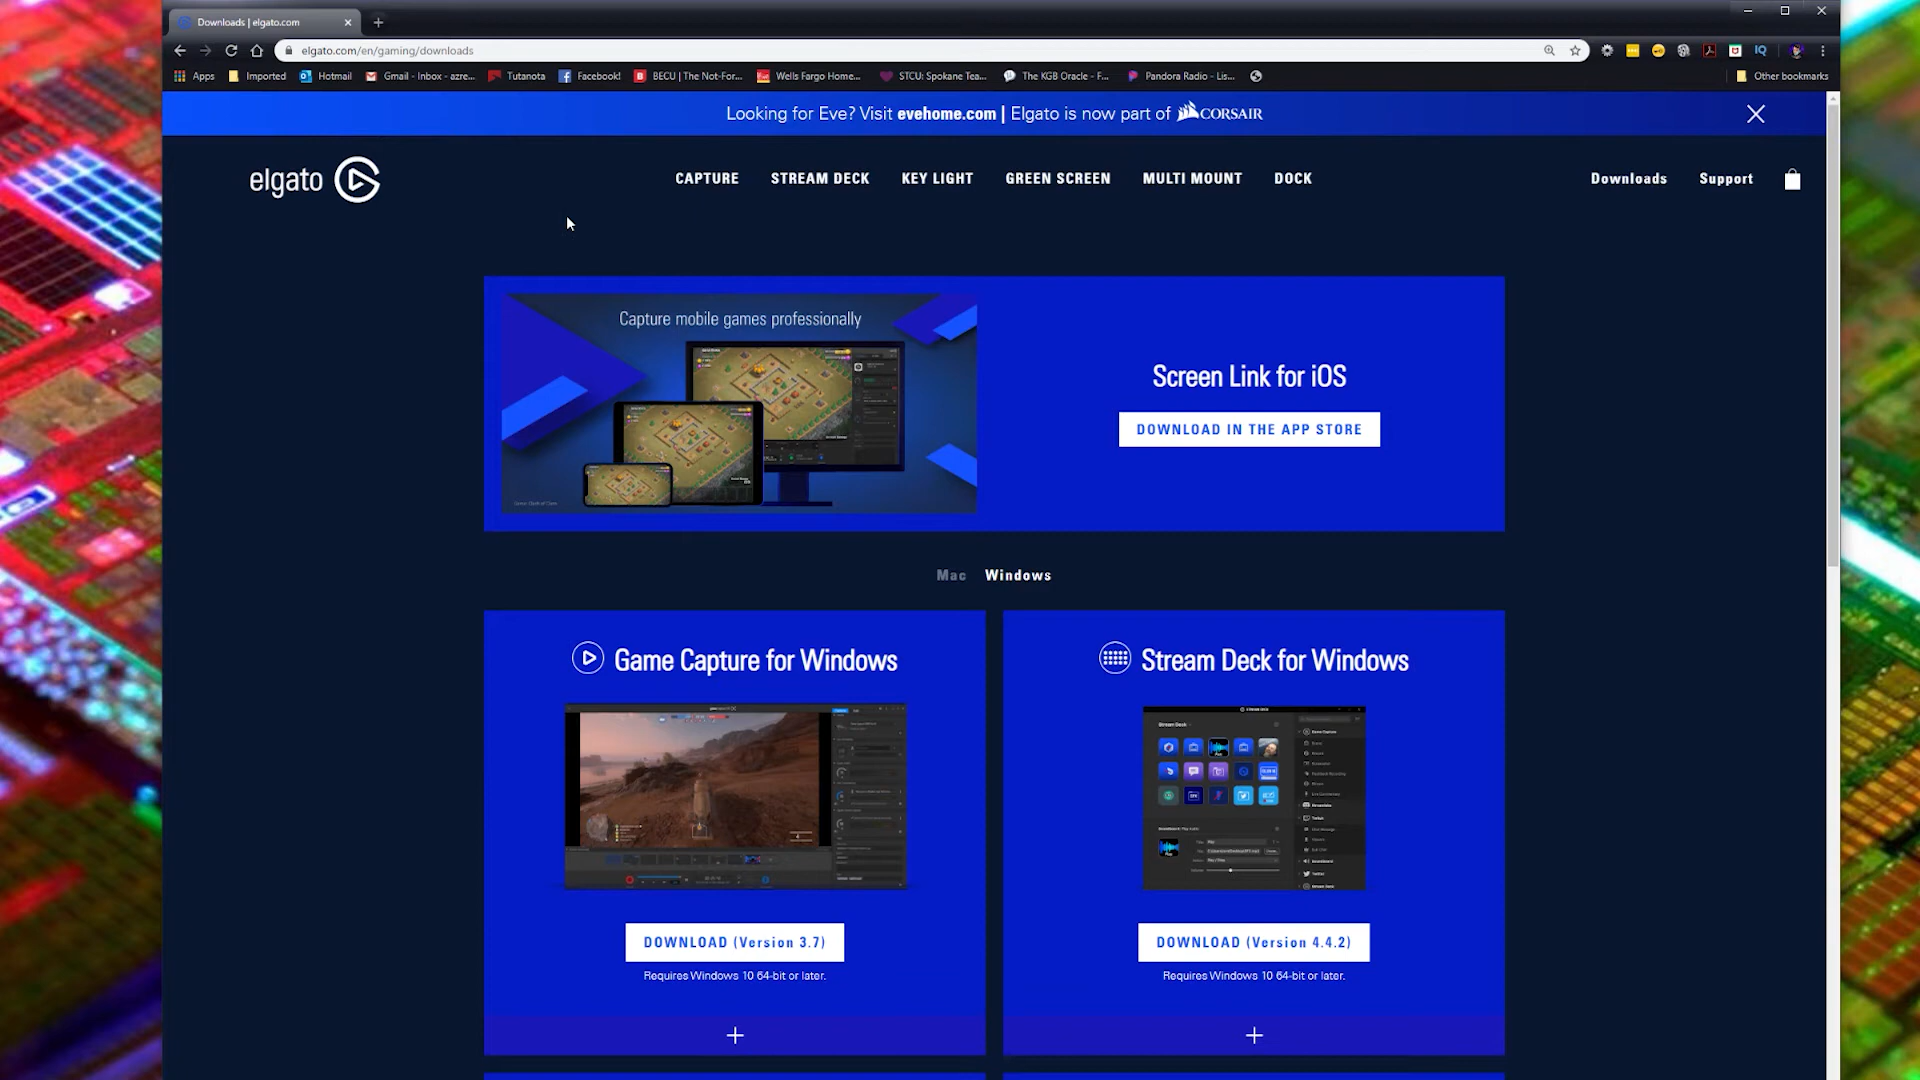 Downloads | elgato.com
elgato.com/en/gaming/downloads
Apps
Imported
Hotmail
Gmail - Inbox - azre...
Tutanota
Facebook!
BECU | The Not-For...
Wells Fargo Home...
STCU: Spokane Tea...
The KGB Oracle - F...
Pandora Radio - Lis...
Other bookmarks
Looking for Eve? Visit evehome.com | Elgato is now part of CORSAIR
elgato
CAPTURE
STREAM DECK
KEY LIGHT
GREEN SCREEN
MULTI MOUNT
DOCK
Downloads
Support
Capture mobile games professionally
Screen Link for iOS
DOWNLOAD IN THE APP STORE
Mac
Windows
Game Capture for Windows
Stream Deck for Windows
DOWNLOAD (Version 3.7)
Requires Windows 10 64-bit or later.
DOWNLOAD (Version 4.4.2)
Requires Windows 10 64-bit or later.